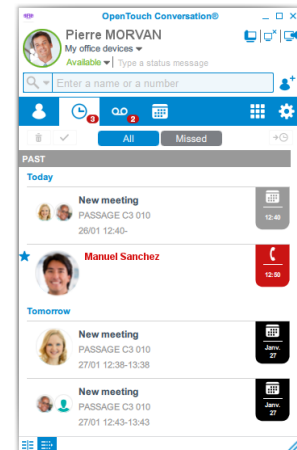 OpenTouch Conversation®
Pierre MORVAN
My office devices
Available Type a status message
Enter a name or a number
3
2
All Missed
PAST
Today
New meeting
PASSAGE C3 010
26/01 12:40-
12:40
Manuel Sanchez
12:50
Tomorrow
New meeting
PASSAGE C3 010
27/01 12:38-13:38
Janv.
27
New meeting
PASSAGE C3 010
27/01 12:43-13:43
Janv.
27